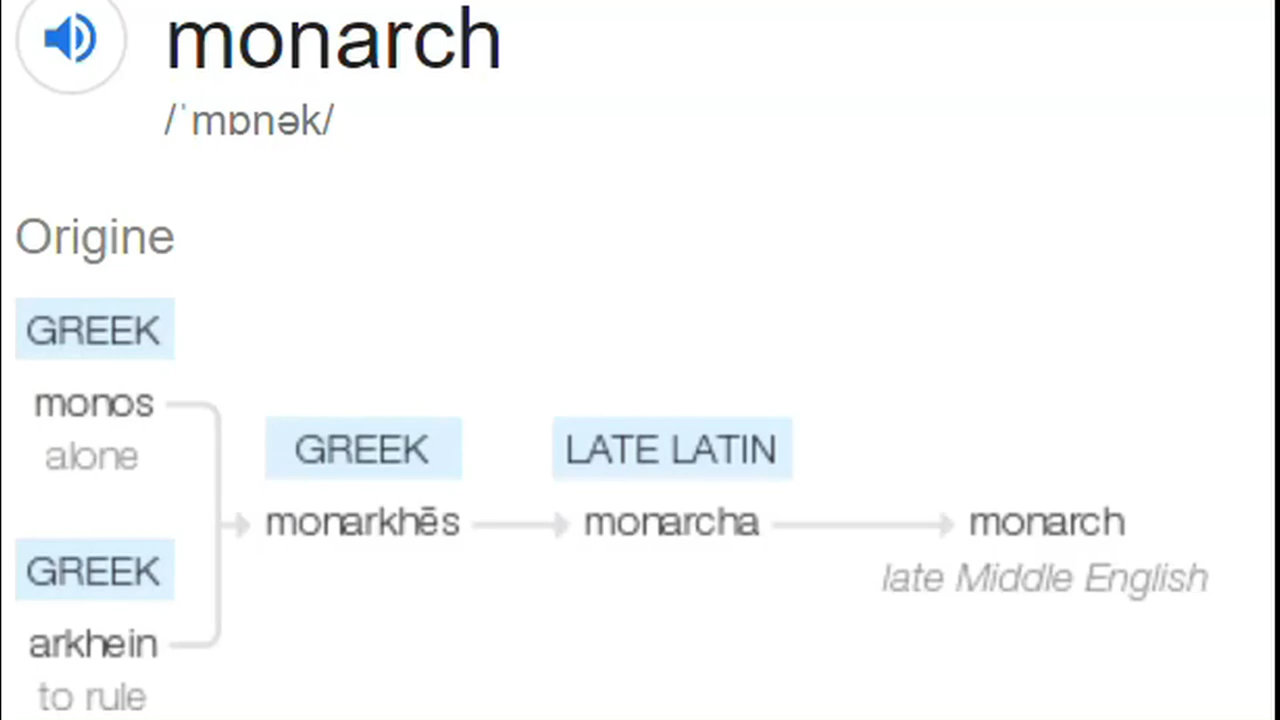 monarch
/ˈmɒnək/
Origine
GREEK
monos
alone
GREEK
arkhein
to rule
GREEK
monarkhēs
LATE LATIN
monarcha
monarch
late Middle English